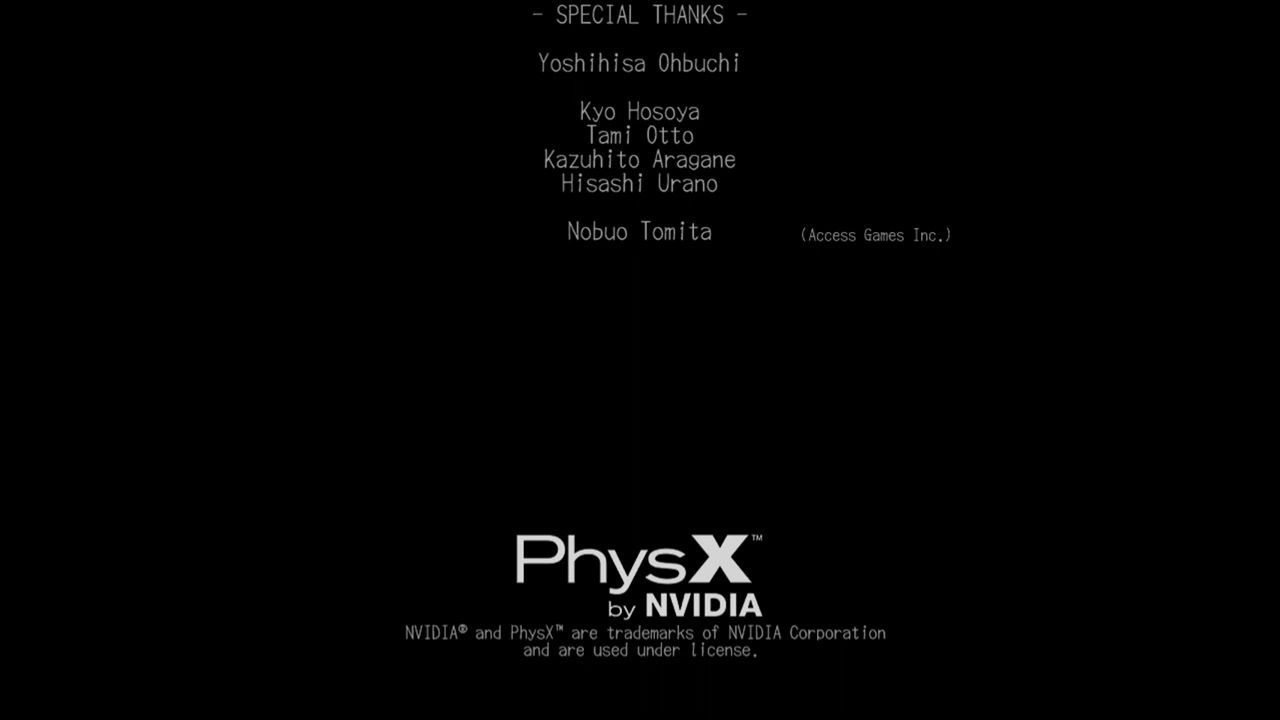 - SPECIAL THANKS -
Yoshihisa Ohbuchi
Kyo Hosoya
Tami Otto
Kazuhito Aragane
Hisashi Urano
Nobuo Tomita (Access Games Inc.)
PhysX™
by NVIDIA
NVIDIA® and PhysX™ are trademarks of NVIDIA Corporation
and are used under license.